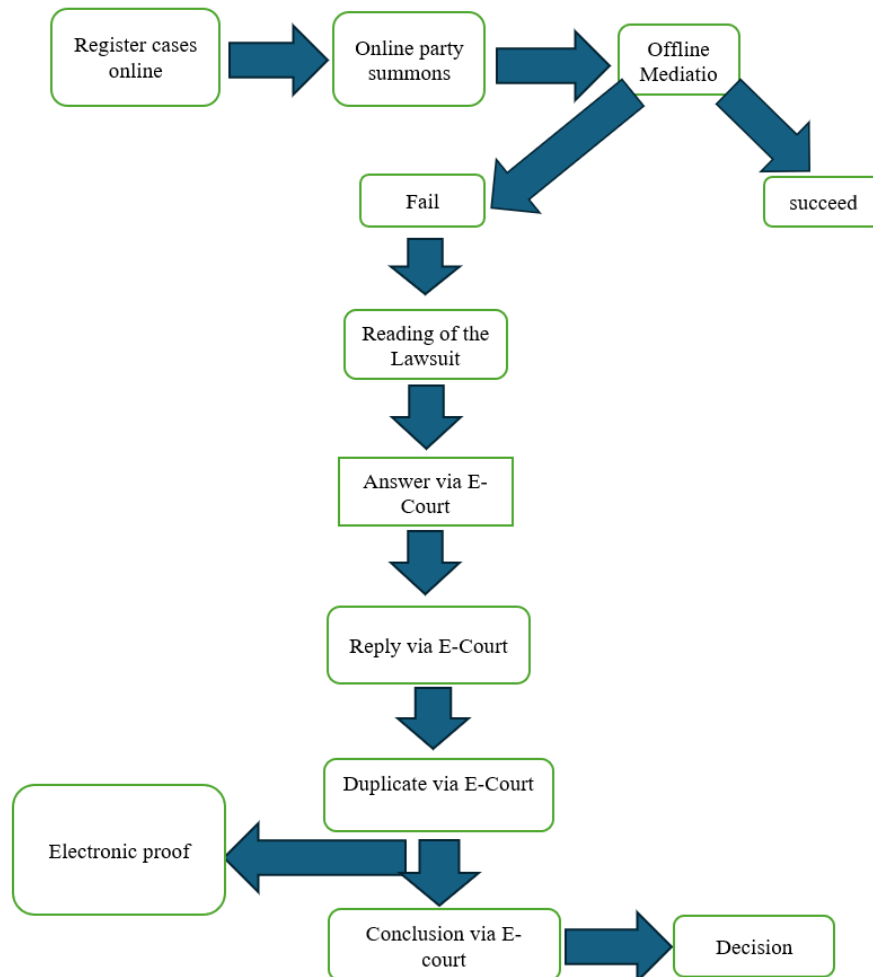 Register cases
online
Online party
summons
Offline
Mediatio
Fail
succeed
Reading of the
Lawsuit
Answer via E-
Court
Reply via E-Court
Duplicate via E-Court
Electronic proof
Conclusion via E-
court
Decision